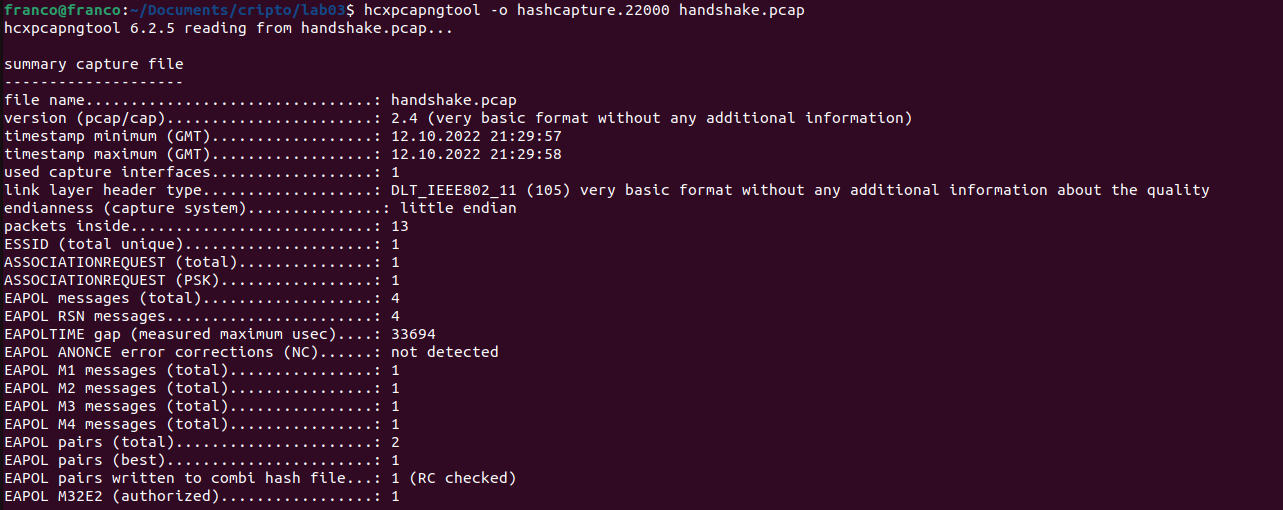 franco@franco:~/Documents/cripto/lab03$ hcxpcapngtool -o hashcapture.22000 handshake.pcap
hcxpcapngtool 6.2.5 reading from handshake.pcap...

summary capture file
--------------------
file name................................: handshake.pcap
version (pcap/cap).......................: 2.4 (very basic format without any additional information)
timestamp minimum (GMT)..................: 12.10.2022 21:29:57
timestamp maximum (GMT)..................: 12.10.2022 21:29:58
used capture interfaces..................: 1
link layer header type...................: DLT_IEEE802_11 (105) very basic format without any additional information about the quality
endianness (capture system)...............: little endian
packets inside...........................: 13
ESSID (total unique).....................: 1
ASSOCIATIONREQUEST (total)...............: 1
ASSOCIATIONREQUEST (PSK).................: 1
EAPOL messages (total)...................: 4
EAPOL RSN messages.......................: 4
EAPOLTIME gap (measured maximum usec)....: 33694
EAPOL ANONCE error corrections (NC)......: not detected
EAPOL M1 messages (total)................: 1
EAPOL M2 messages (total)................: 1
EAPOL M3 messages (total)................: 1
EAPOL M4 messages (total)................: 1
EAPOL pairs (total)......................: 2
EAPOL pairs (best).......................: 1
EAPOL pairs written to combi hash file...: 1 (RC checked)
EAPOL M32E2 (authorized).................: 1